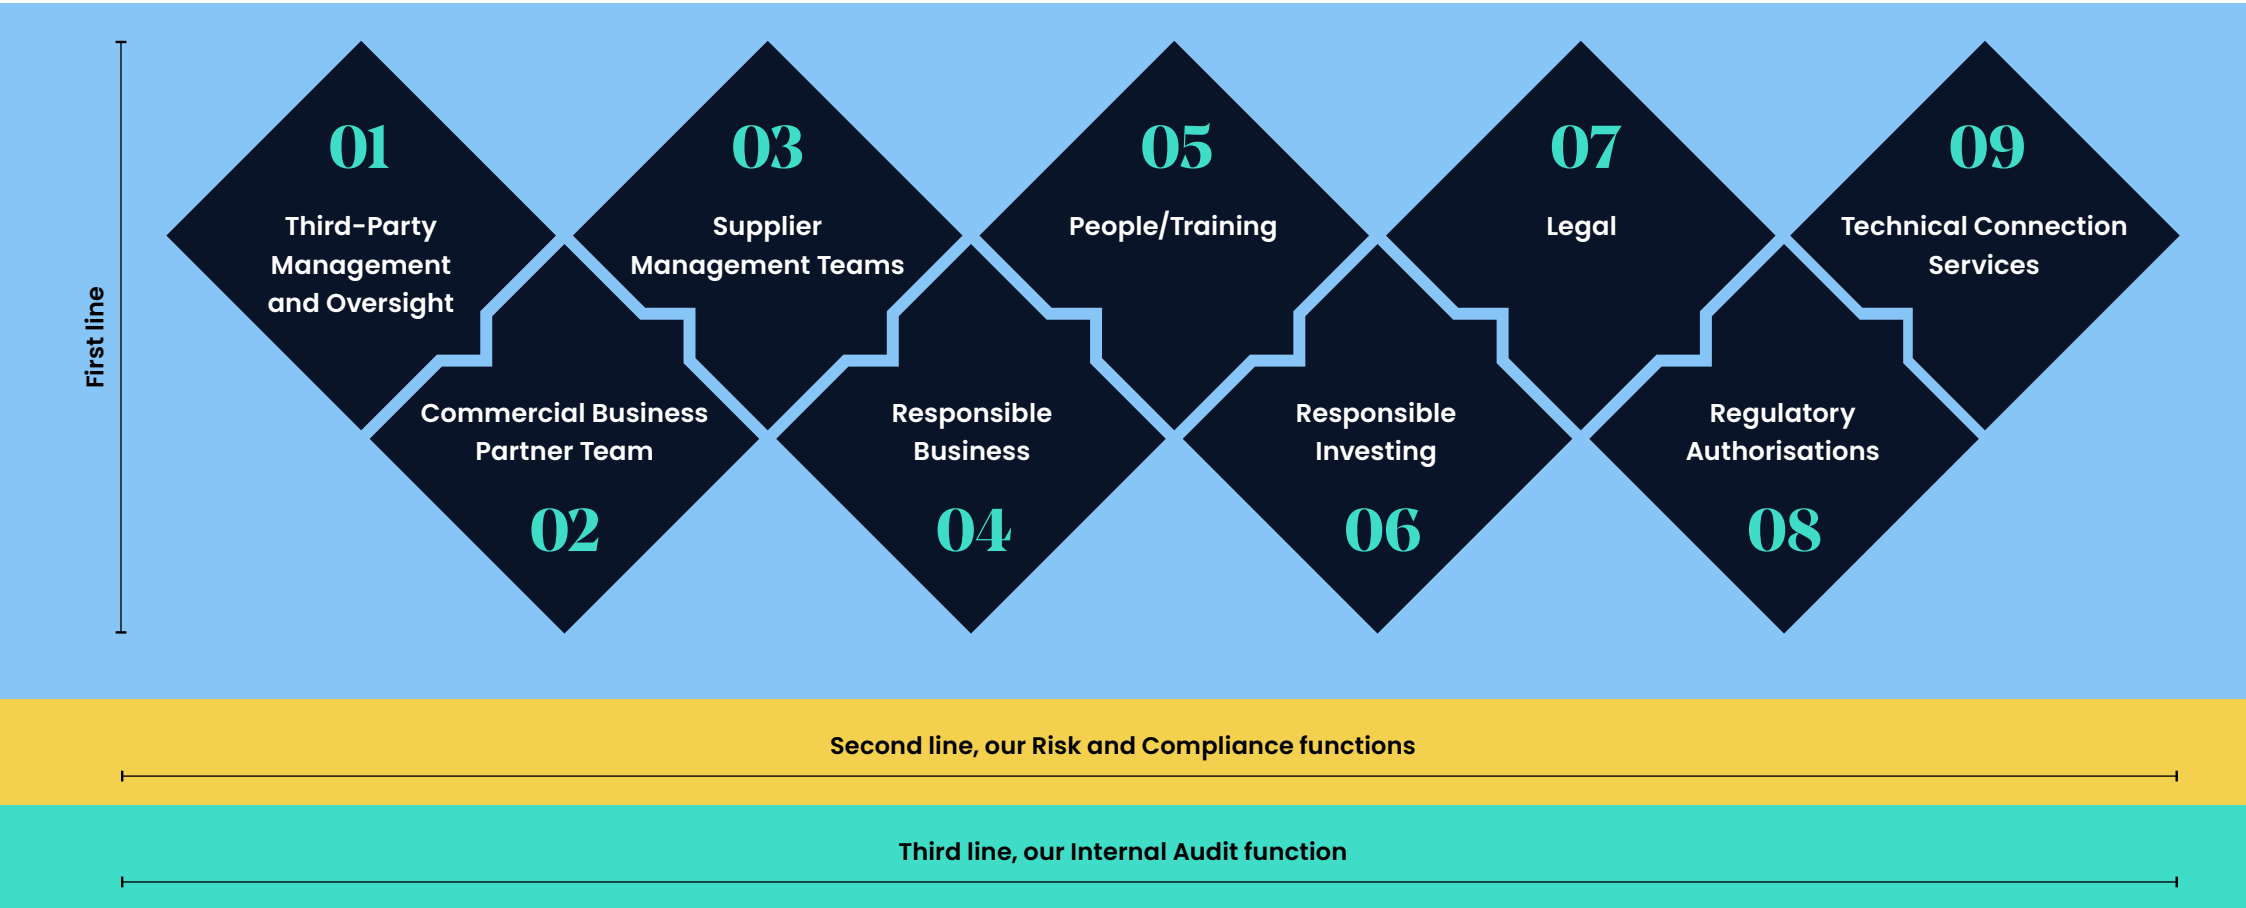 First line
01
Third-Party
Management
and Oversight
Commercial Business
Partner Team
02
03
Supplier
Management Teams
Responsible
Business
04
05
People/Training
Responsible
Investing
06
07
Legal
Regulatory
Authorisations
08
09
Technical Connection
Services
Second line, our Risk and Compliance functions
Third line, our Internal Audit function